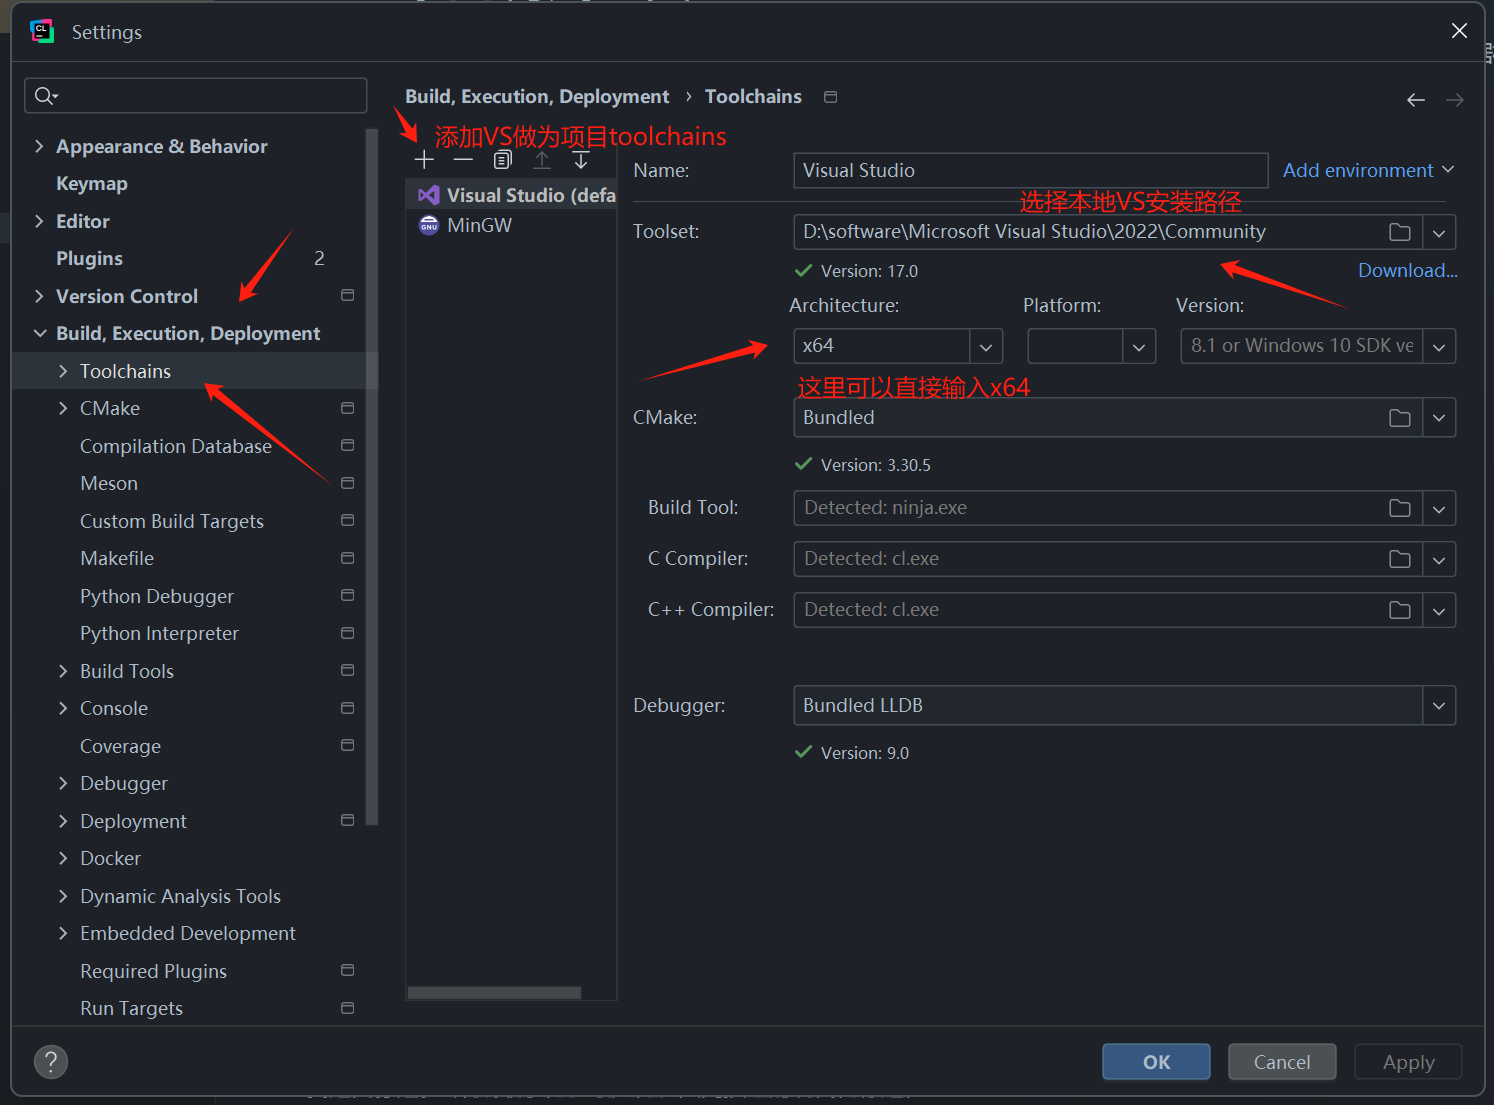 CL
Settings
Build, Execution, Deployment › Toolchains
添加VS做为项目toolchains
Appearance & Behavior
Keymap
Editor
Plugins 2
Version Control
Build, Execution, Deployment
Toolchains
CMake
Compilation Database
Meson
Custom Build Targets
Makefile
Python Debugger
Python Interpreter
Build Tools
Console
Coverage
Debugger
Deployment
Docker
Dynamic Analysis Tools
Embedded Development
Required Plugins
Run Targets
Visual Studio (defa
GNU MinGW
Name: Visual Studio Add environment
选择本地VS安装路径
Toolset: D:\software\Microsoft Visual Studio\2022\Community
Version: 17.0 Download...
Architecture: Platform: Version:
x64 8.1 or Windows 10 SDK ve
这里可以直接输入x64
CMake: Bundled
Version: 3.30.5
Build Tool: Detected: ninja.exe
C Compiler: Detected: cl.exe
C++ Compiler: Detected: cl.exe
Debugger: Bundled LLDB
Version: 9.0
? OK Cancel Apply